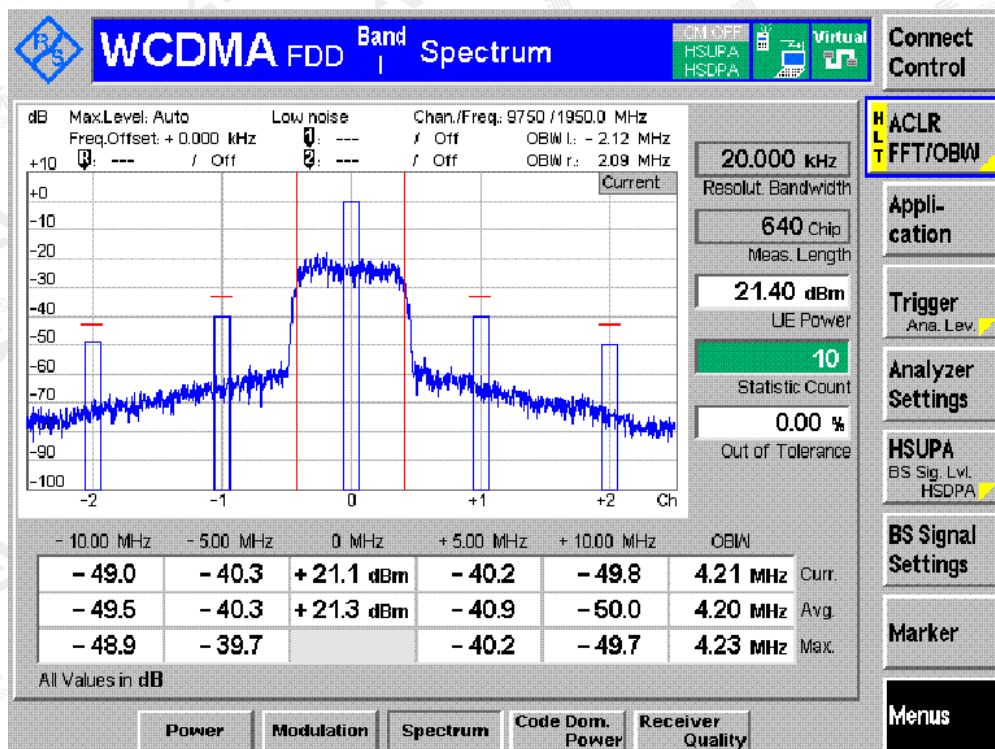 R S
WCDMA FDD Band I Spectrum
HSUPA
HSDPA
Virtual
Connect Control
dB Max.Level: Auto Low noise Chan./Freq.: 9750 / 1950.0 MHz
Freq.Offset: + 0.000 kHz 1: --- / Off OBW l.: - 2.12 MHz
R: --- / Off 2: --- / Off OBW r.: 2.09 MHz
Current
+10
+0
-10
-20
-30
-40
-50
-60
-70
-90
-100
-2 -1 0 +1 +2 Ch
20.000 kHz
Resolut. Bandwidth
640 Chip
Meas. Length
21.40 dBm
UE Power
10
Statistic Count
0.00 %
Out of Tolerance
- 10.00 MHz - 5.00 MHz 0 MHz + 5.00 MHz + 10.00 MHz OBW
- 49.0 - 40.3 + 21.1 dBm - 40.2 - 49.8 4.21 MHz Curr.
- 49.5 - 40.3 + 21.3 dBm - 40.9 - 50.0 4.20 MHz Avg.
- 48.9 - 39.7 - 40.2 - 49.7 4.23 MHz Max.
All Values in dB
HLT
ACLR
FFT/OBW
Appli-
cation
Trigger
Ana. Lev.
Analyzer
Settings
HSUPA
BS Sig. Lvl.
HSDPA
BS Signal
Settings
Marker
Menus
Power
Modulation
Spectrum
Code Dom.
Power
Receiver
Quality